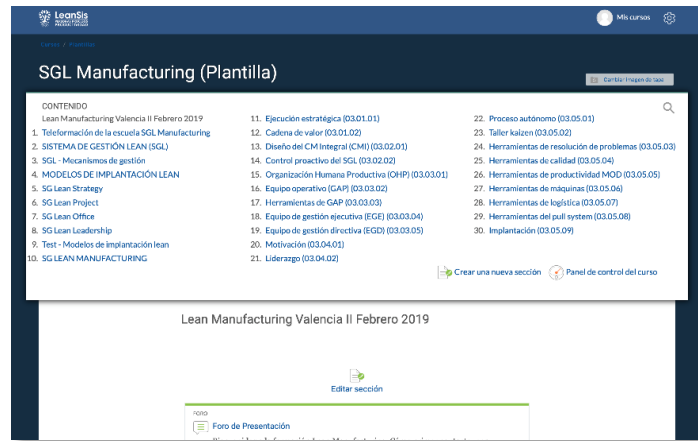 LeanSis
Mis cursos
Cursos / Plantillas
SGL Manufacturing (Plantilla)
Cambiar imagen de tapa
CONTENIDO
Lean Manufacturing Valencia II Febrero 2019
1. Teleformación de la escuela SGL Manufacturing
2. SISTEMA DE GESTIÓN LEAN (SGL)
3. SGL - Mecanismos de gestión
4. MODELOS DE IMPLANTACIÓN LEAN
5. SG Lean Strategy
6. SG Lean Project
7. SG Lean Office
8. SG Lean Leadership
9. Test - Modelos de implantación lean
10. SG LEAN MANUFACTURING
11. Ejecución estratégica (03.01.01)
12. Cadena de valor (03.01.02)
13. Diseño del CM Integral (CMI) (03.02.01)
14. Control proactivo del SGL (03.02.02)
15. Organización Humana Productiva (OHP) (03.03.01)
16. Equipo operativo (GAP) (03.03.02)
17. Herramientas de GAP (03.03.03)
18. Equipo de gestión ejecutiva (EGE) (03.03.04)
19. Equipo de gestión directiva (EGD) (03.03.05)
20. Motivación (03.04.01)
21. Liderazgo (03.04.02)
22. Proceso autónomo (03.05.01)
23. Taller kaizen (03.05.02)
24. Herramientas de resolución de problemas (03.05.03)
25. Herramientas de calidad (03.05.04)
26. Herramientas de productividad MOD (03.05.05)
27. Herramientas de máquinas (03.05.06)
28. Herramientas de logística (03.05.07)
29. Herramientas del pull system (03.05.08)
30. Implantación (03.05.09)
Crear una nueva sección
Panel de control del curso
Lean Manufacturing Valencia II Febrero 2019
Editar sección
FORO
Foro de Presentación